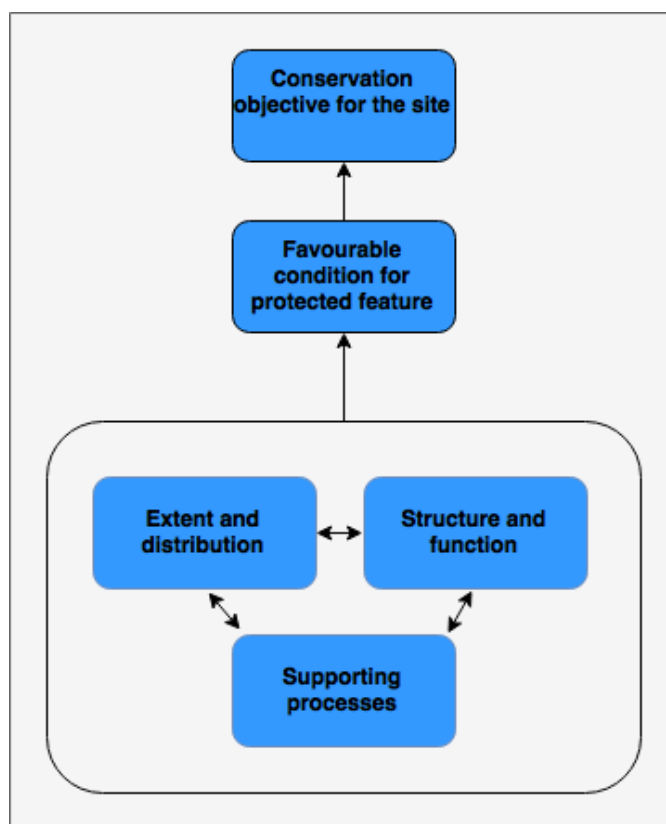 Conservation
objective for the site
Favourable
condition for
protected feature
Extent and
distribution
Structure and
function
Supporting
processes